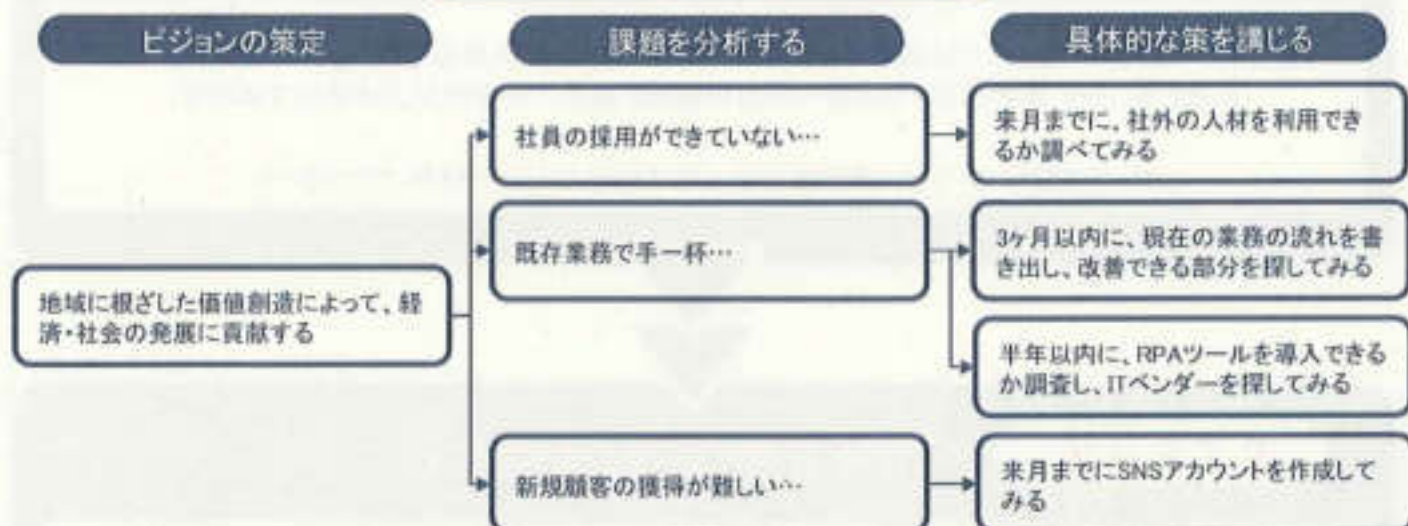 ビジョンの策定
課題を分析する
具体的な策を講じる
地域に根ざした価値創造によって、経
済・社会の発展に貢献する
社員の採用ができていない…
来月までに、社外の人材を利用でき
るか調べてみる
既存業務で手一杯…
3ヶ月以内に、現在の業務の流れを書
き出し、改善できる部分を探してみる
半年以内に、RPAツールを導入できる
か調査し、ITベンダーを探してみる
新規顧客の獲得が難しい…
来月までにSNSアカウントを作成して
みる